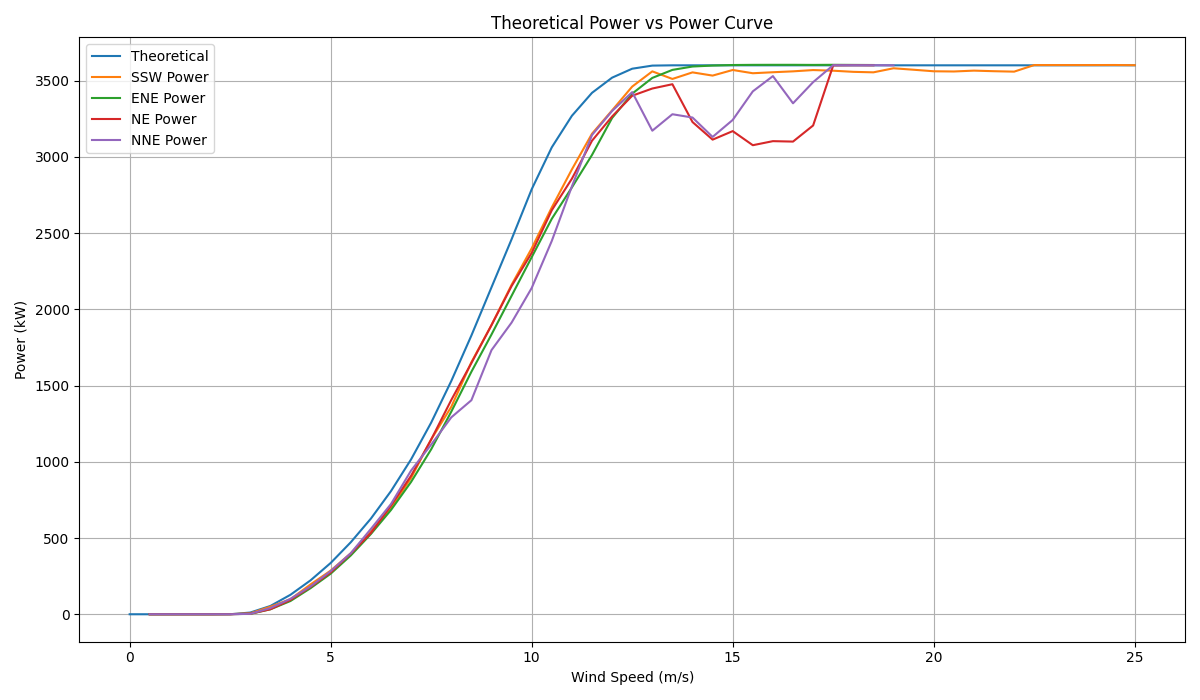 Theoretical Power vs Power Curve
Theoretical
SSW Power
ENE Power
NE Power
NNE Power
Power (kW)
3500
3000
2500
2000
1500
1000
500
0
0 5 10 15 20 25
Wind Speed (m/s)